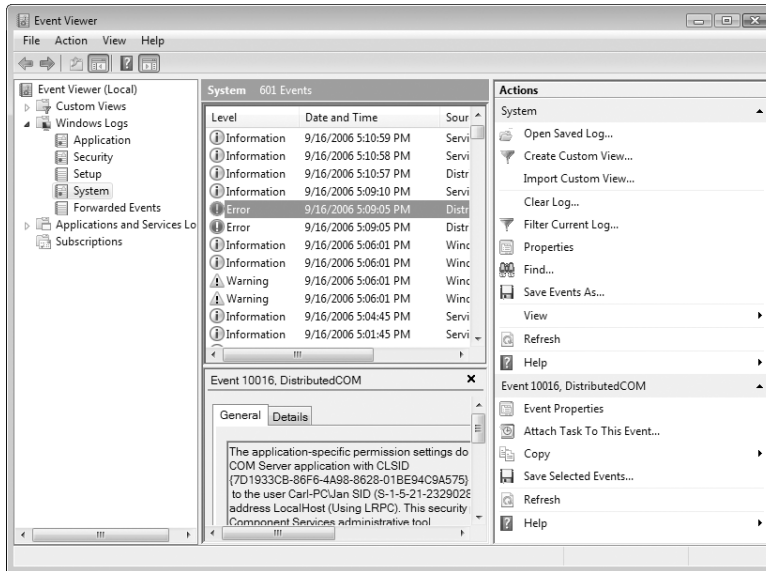 Event Viewer
File Action View Help
Event Viewer (Local)
Custom Views
Windows Logs
Application
Security
Setup
System
Forwarded Events
Applications and Services Lo
Subscriptions
System 601 Events
Level Date and Time Sour
Information 9/16/2006 5:10:59 PM Servi
Information 9/16/2006 5:10:58 PM Servi
Information 9/16/2006 5:10:57 PM Distr
Information 9/16/2006 5:09:10 PM Servi
Error 9/16/2006 5:09:05 PM Distr
Error 9/16/2006 5:09:05 PM Distr
Information 9/16/2006 5:06:01 PM Winc
Information 9/16/2006 5:06:01 PM Winc
Warning 9/16/2006 5:06:01 PM Winc
Warning 9/16/2006 5:06:01 PM Winc
Information 9/16/2006 5:04:45 PM Servi
Information 9/16/2006 5:01:45 PM Servi
Event 10016, DistributedCOM
General Details
The application-specific permission settings do
COM Server application with CLSID
{7D1933CB-86F6-4A98-8628-01BE94C9A575}
to the user Carl-PC\Jan SID (S-1-5-21-2329028
address LocalHost (Using LRPC). This security
Component Services administrative tool
Actions
System
Open Saved Log...
Create Custom View...
Import Custom View...
Clear Log...
Filter Current Log...
Properties
Find...
Save Events As...
View
Refresh
Help
Event 10016, DistributedCOM
Event Properties
Attach Task To This Event...
Copy
Save Selected Events...
Refresh
Help